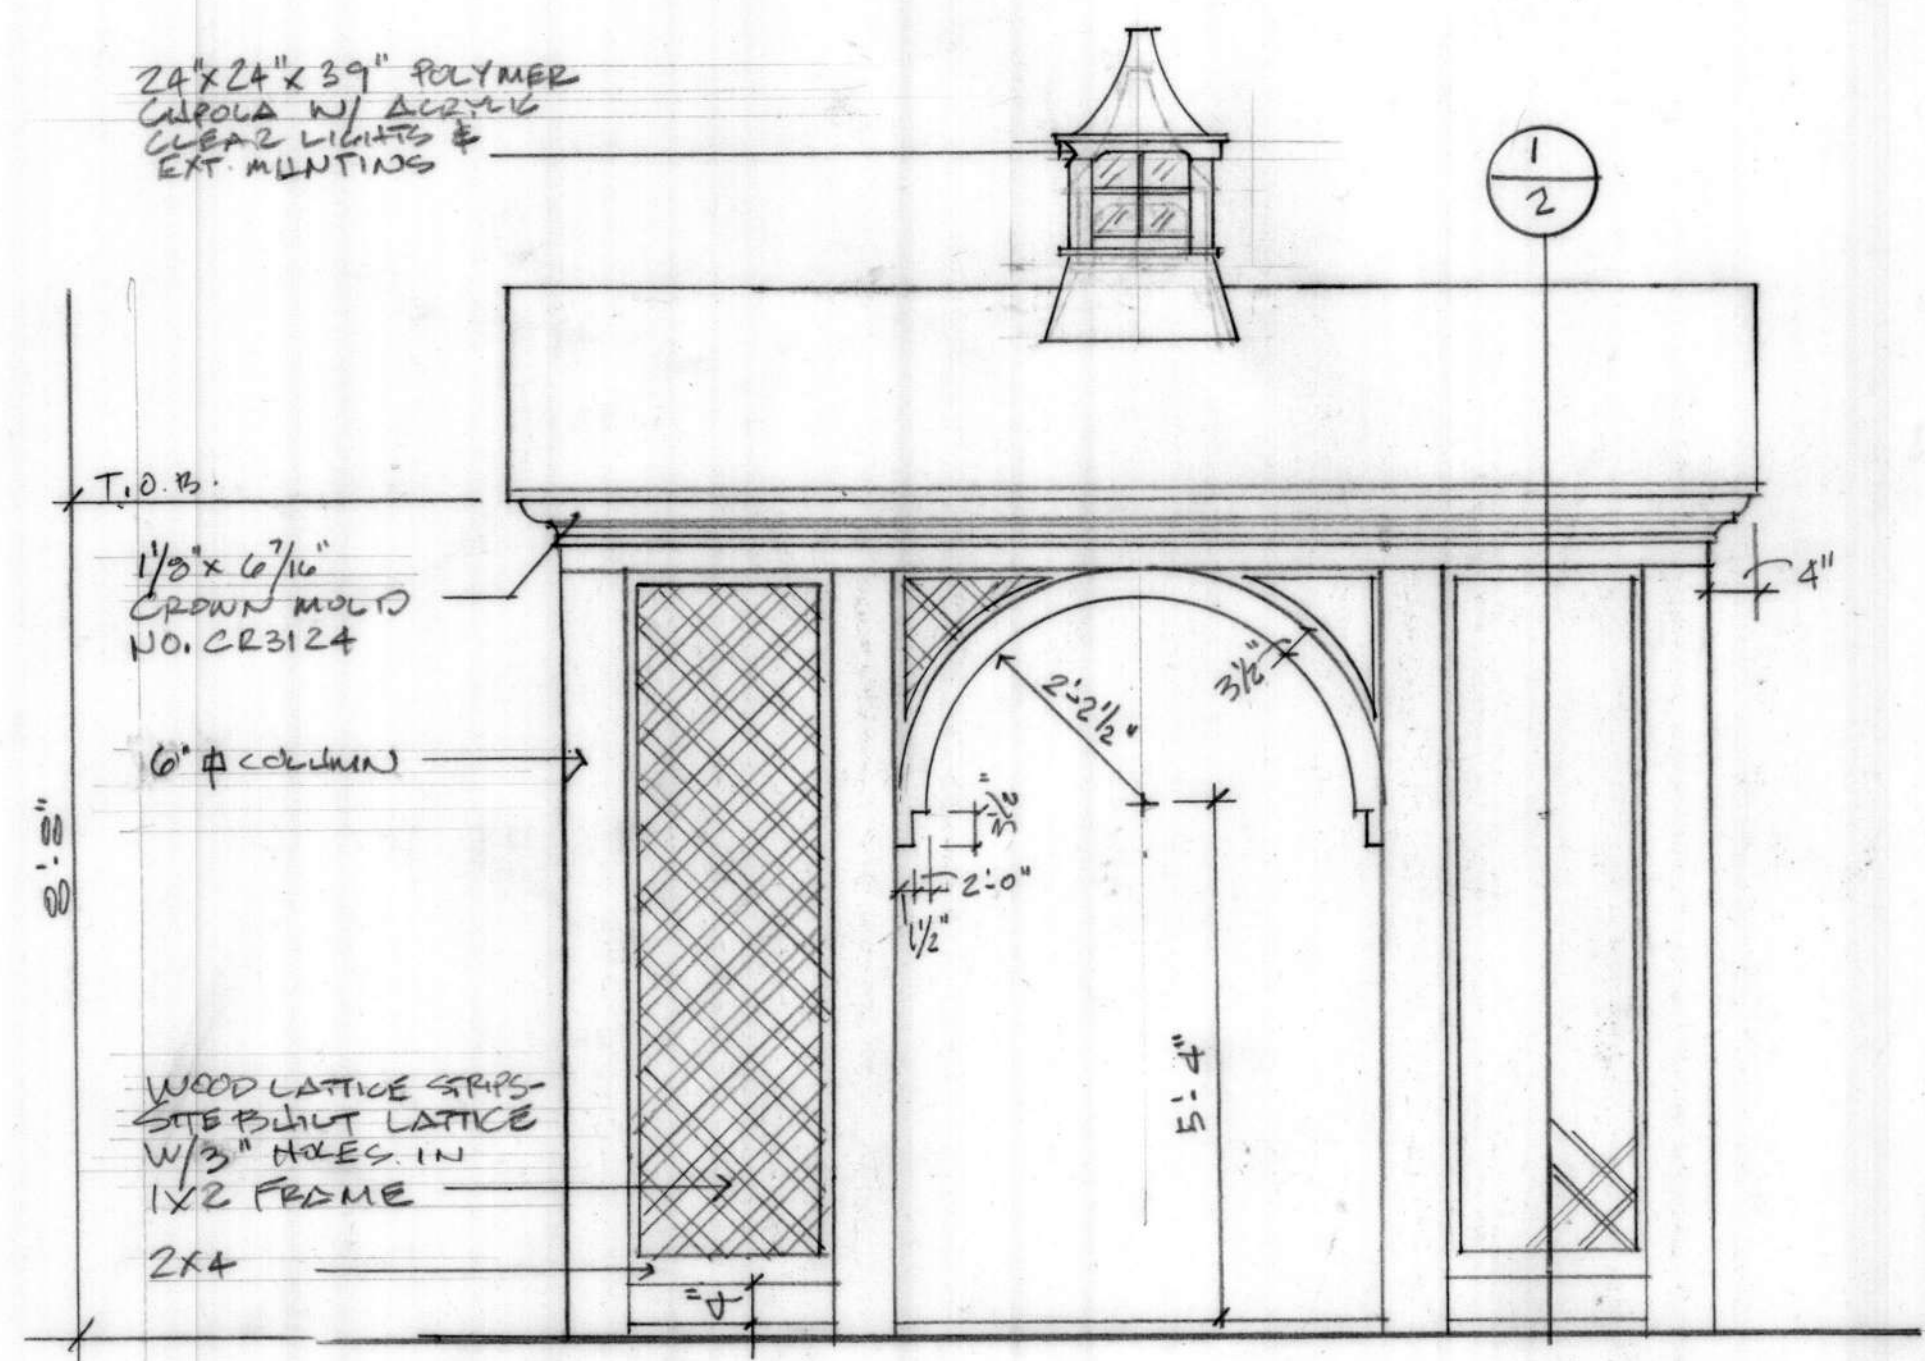 24"X24"X39" POLYMER
CUPOLA W/ ACRYLIC
CLEAR LIGHTS &
EXT. MUNTINS
1
2
T.O.B.
1 1/8" X 6 7/16"
CROWN MOLD
NO. CR3124
4"
3 1/2"
2'-2 1/2"
6" ⌷ COLUMN
3 1/2"
2'-0"
1 1/2"
8'-0"
5'-4"
WOOD LATTICE STRIPS-
SITE BUILT LATTICE
W/3" HOLES IN
1X2 FRAME
2X4
4"